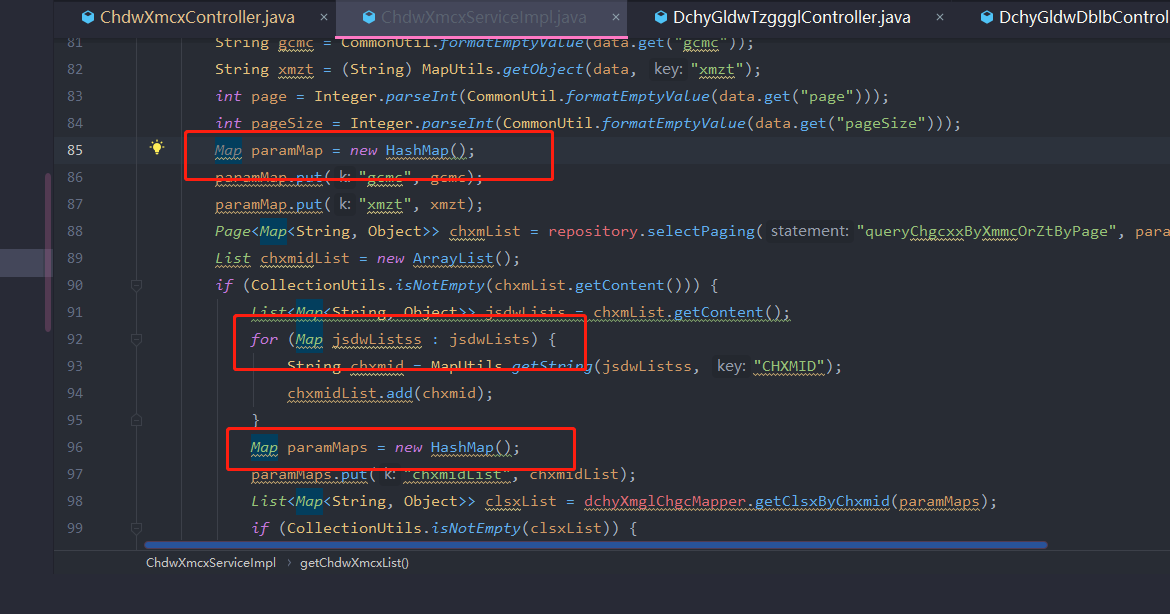 ChdwXmcxController.java × ChdwXmcxServiceImpl.java × DchyGldwTzggglController.java × DchyGldwDblbControl
81 String gcmc = CommonUtil.formatEmptyValue(data.get("gcmc"));
82 String xmzt = (String) MapUtils.getObject(data, key: "xmzt");
83 int page = Integer.parseInt(CommonUtil.formatEmptyValue(data.get("page")));
84 int pageSize = Integer.parseInt(CommonUtil.formatEmptyValue(data.get("pageSize")));
85 Map paramMap = new HashMap();
86 paramMap.put( k: "gcmc", gcmc);
87 paramMap.put( k: "xmzt", xmzt);
88 Page<Map<String, Object>> chxmList = repository.selectPaging( statement: "queryChgcxxByXmmcOrZtByPage", para
89 List chxmidList = new ArrayList();
90 if (CollectionUtils.isNotEmpty(chxmList.getContent())) {
91 List<Map<String, Object>> jsdwLists = chxmList.getContent();
92 for (Map jsdwListss : jsdwLists) {
93 String chxmid = MapUtils.getString(jsdwListss, key: "CHXMID");
94 chxmidList.add(chxmid);
95 }
96 Map paramMaps = new HashMap();
97 paramMaps.put( k: "chxmidList", chxmidList);
98 List<Map<String, Object>> clsxList = dchyXmglChgcMapper.getClsxByChxmid(paramMaps);
99 if (CollectionUtils.isNotEmpty(clsxList)) {
ChdwXmcxServiceImpl › getChdwXmcxList()